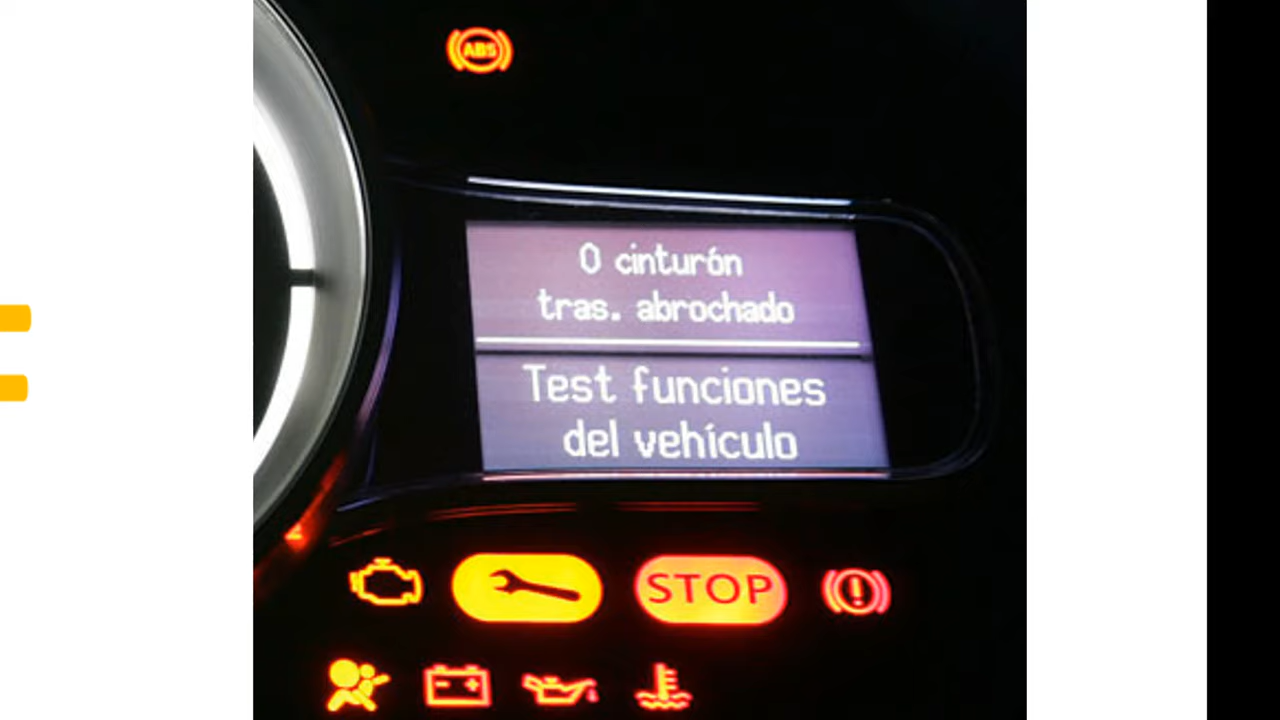 ABS
0 cinturón
tras. abrochado
Test funciones
del vehículo
STOP